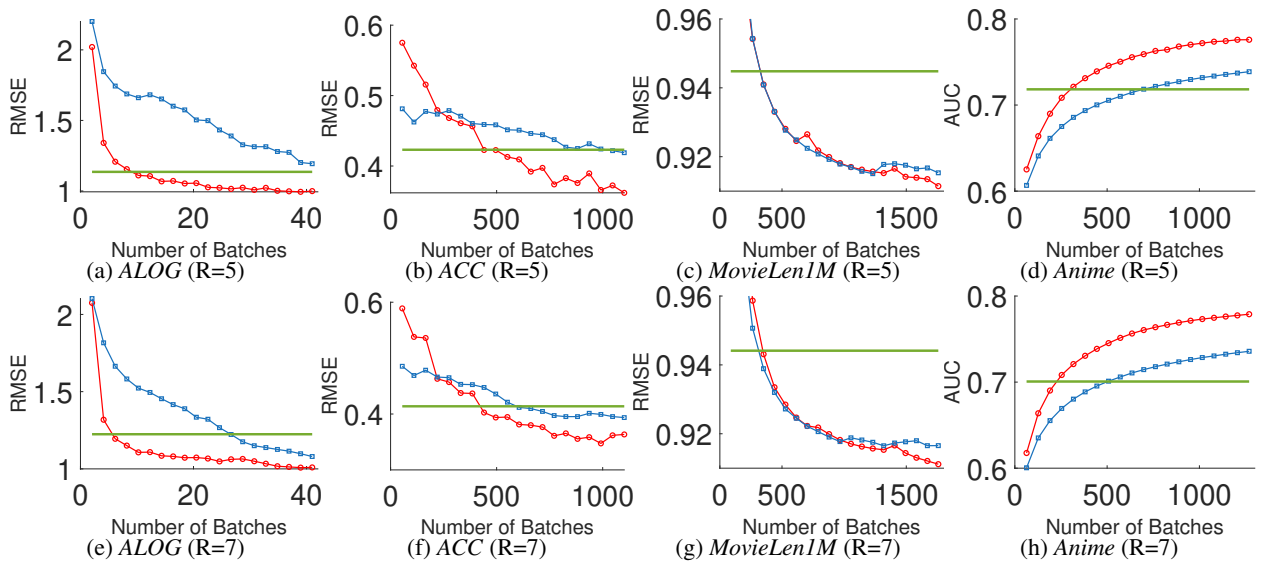 2
1.5
1
RMSE
0
20
40
Number of Batches
(a) ALOG (R=5)
0.6
0.5
0.4
RMSE
0
500
1000
Number of Batches
(b) ACC (R=5)
0.96
0.94
0.92
RMSE
0
500
1500
Number of Batches
(c) MovieLen1M (R=5)
0.8
0.7
0.6
AUC
0
500
1000
Number of Batches
(d) Anime (R=5)
2
1.5
1
RMSE
0
20
40
Number of Batches
(e) ALOG (R=7)
0.6
0.4
RMSE
0
500
1000
Number of Batches
(f) ACC (R=7)
0.96
0.94
0.92
RMSE
0
500
1500
Number of Batches
(g) MovieLen1M (R=7)
0.8
0.7
0.6
AUC
0
500
1000
Number of Batches
(h) Anime (R=7)